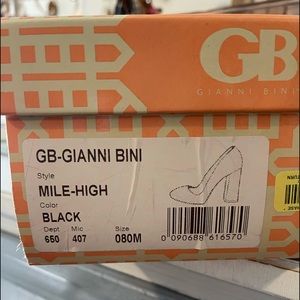 GB
GIANNI BINI
GB-GIANNI BINI
Style
MILE-HIGH
Color
BLACK
Dept Mic Size
650 407 080M
0 090688 616570